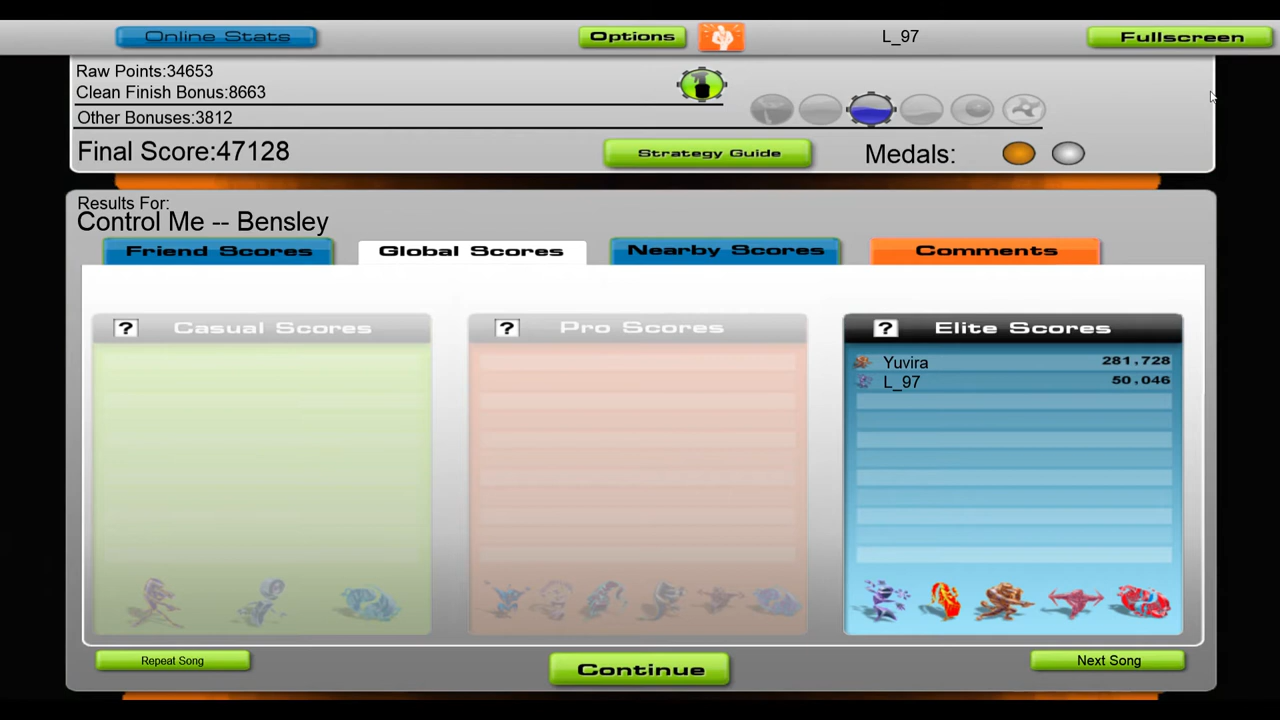 Online Stats
Options
L_97
Fullscreen
Raw Points:34653
Clean Finish Bonus:8663
Other Bonuses:3812
Final Score:47128
Strategy Guide
Medals:
Results For:
Control Me -- Bensley
Friend Scores
Global Scores
Nearby Scores
Comments
? Casual Scores
? Pro Scores
? Elite Scores
Yuvira 281,728
L_97 50,046
Repeat Song
Continue
Next Song